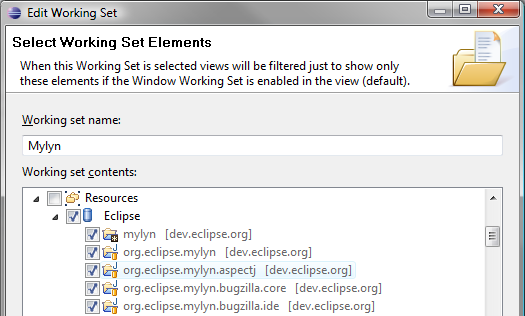 Edit Working Set
Select Working Set Elements
When this Working Set is selected views will be filtered just to show only
these elements if the Window Working Set is enabled in the view (default).
Working set name:
Mylyn
Working set contents:
Resources
Eclipse
mylyn [dev.eclipse.org]
org.eclipse.mylyn [dev.eclipse.org]
org.eclipse.mylyn.aspectj [dev.eclipse.org]
org.eclipse.mylyn.bugzilla.core [dev.eclipse.org]
org.eclipse.mylyn.bugzilla.ide [dev.eclipse.org]